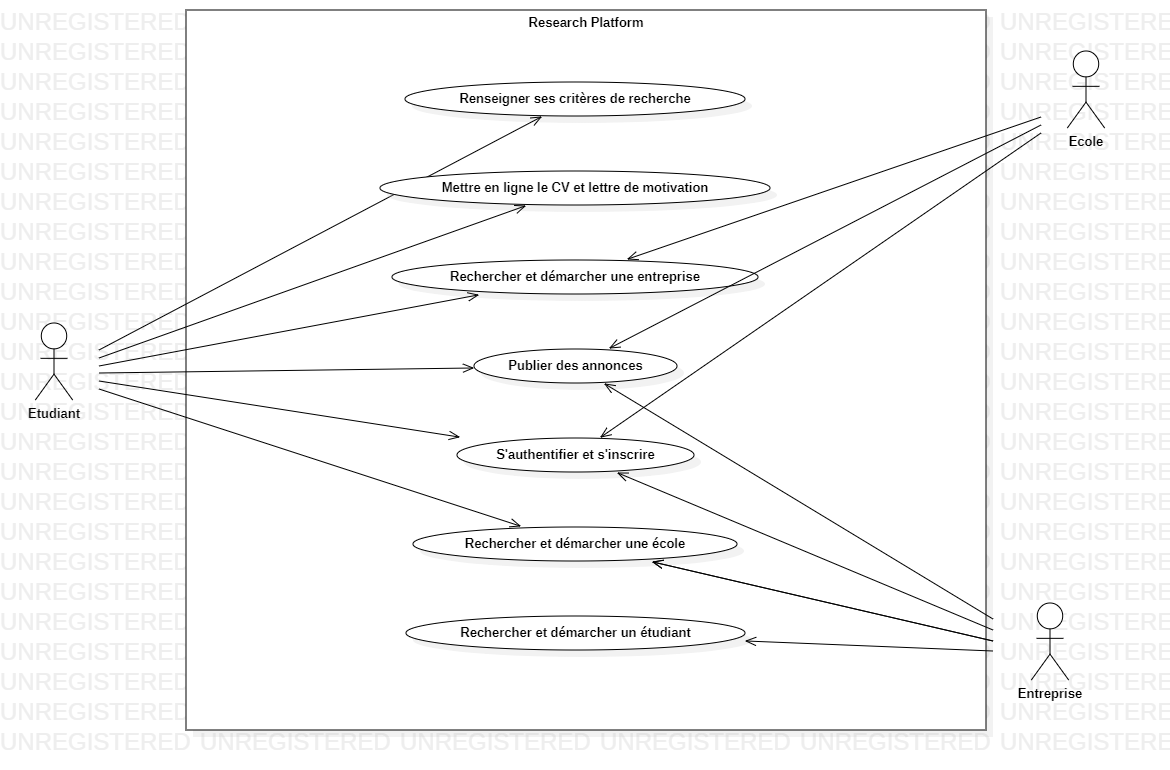 Research Platform
Renseigner ses critères de recherche
Ecole
Mettre en ligne le CV et lettre de motivation
Rechercher et démarcher une entreprise
Publier des annonces
Etudiant
S'authentifier et s'inscrire
Rechercher et démarcher une école
Rechercher et démarcher un étudiant
Entreprise
UNREGISTERED UNREGISTERED UNREGISTERED UNREGISTERED UNREGISTERED UNREGISTERED